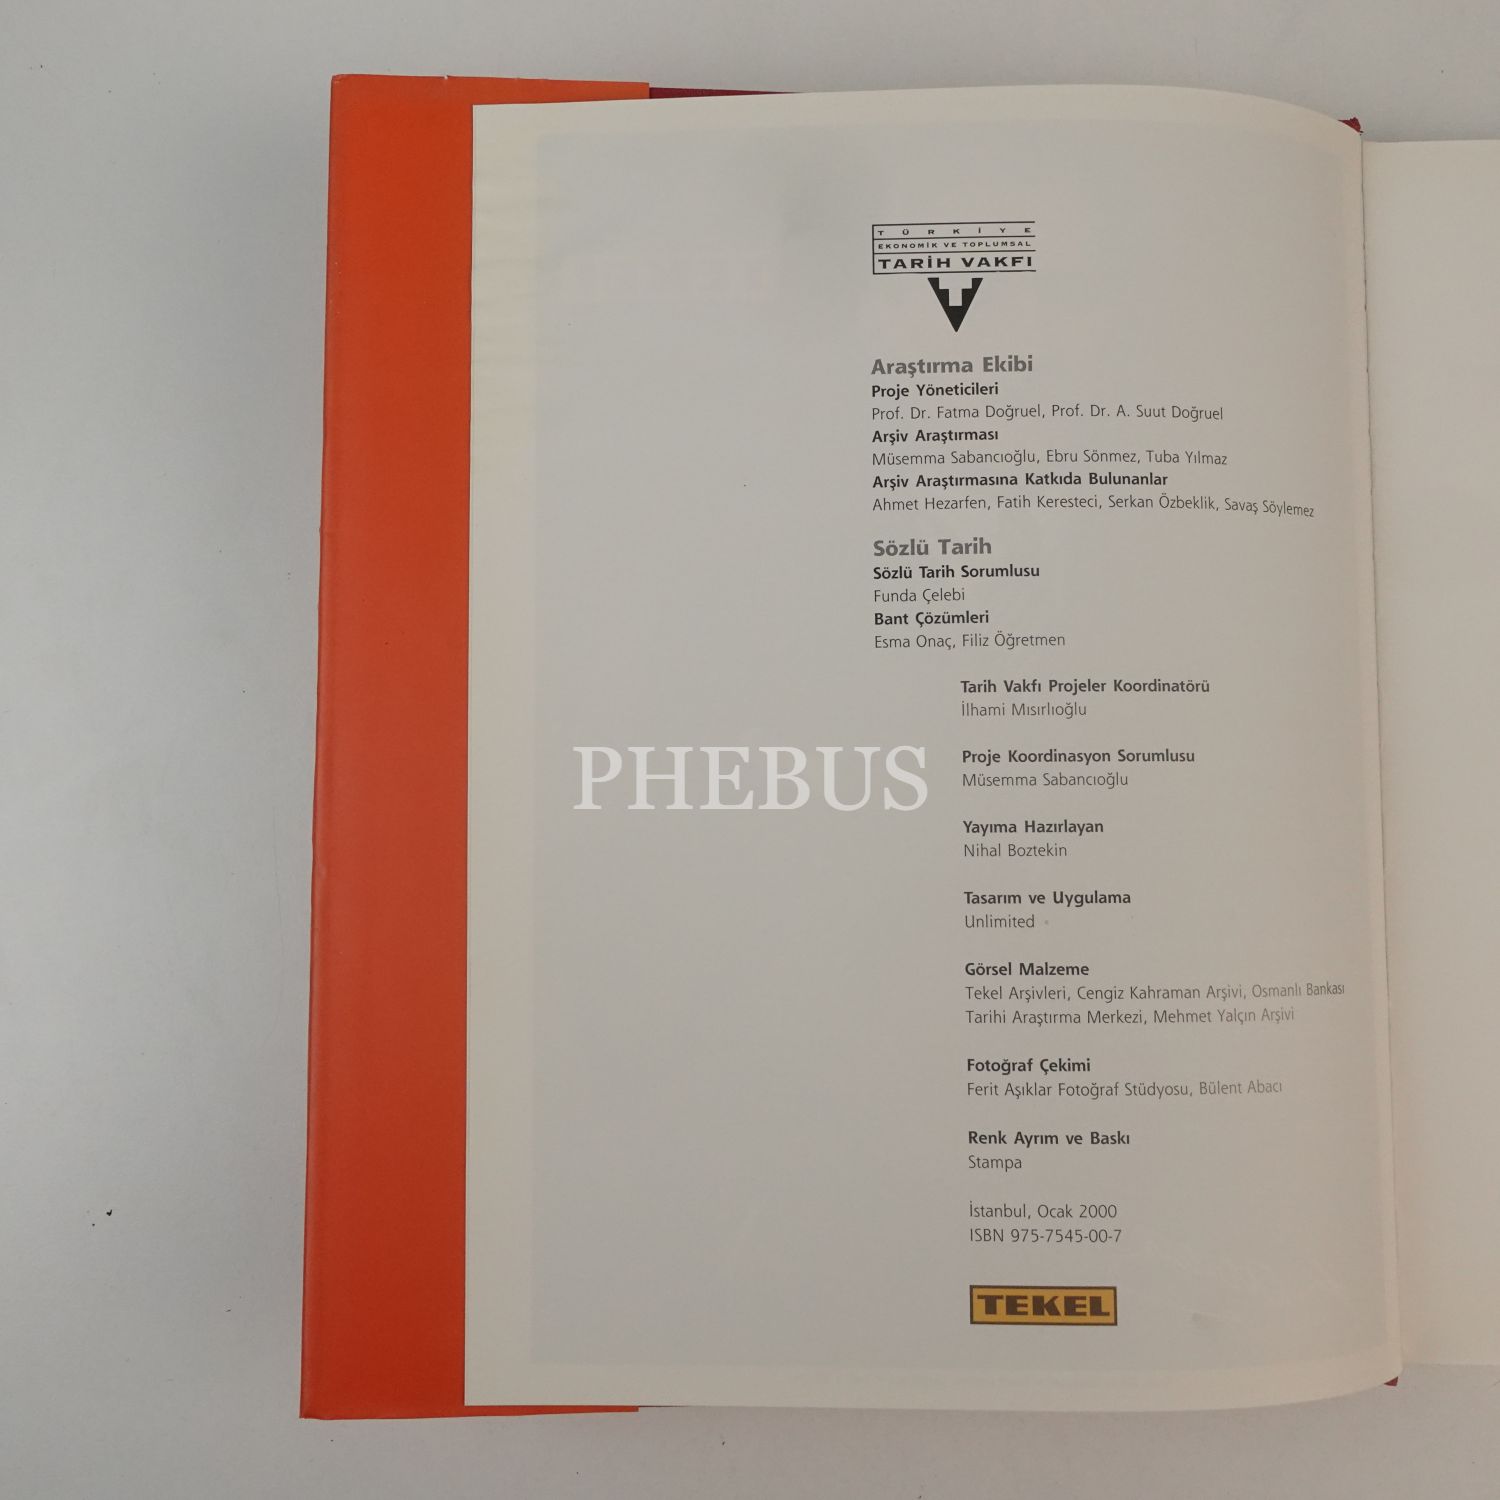 TÜRKİYE
EKONOMİK VE TOPLUMSAL
TARİH VAKFI
Araştırma Ekibi
Proje Yöneticileri
Prof. Dr. Fatma Doğruel, Prof. Dr. A. Suut Doğruel
Arşiv Araştırması
Müsemma Sabancıoğlu, Ebru Sönmez, Tuba Yılmaz
Arşiv Araştırmasına Katkıda Bulunanlar
Ahmet Hezarfen, Fatih Keresteci, Serkan Özbeklik, Savaş Söylemez
Sözlü Tarih
Sözlü Tarih Sorumlusu
Funda Çelebi
Bant Çözümleri
Esma Onaç, Filiz Öğretmen
Tarih Vakfı Projeler Koordinatörü
İlhami Mısırlıoğlu
PHEBUS
Proje Koordinasyon Sorumlusu
Müsemma Sabancıoğlu
Yayıma Hazırlayan
Nihal Boztekin
Tasarım ve Uygulama
Unlimited
Görsel Malzeme
Tekel Arşivleri, Cengiz Kahraman Arşivi, Osmanlı Bankası
Tarihi Araştırma Merkezi, Mehmet Yalçın Arşivi
Fotoğraf Çekimi
Ferit Aşıklar Fotoğraf Stüdyosu, Bülent Abacı
Renk Ayrım ve Baskı
Stampa
İstanbul, Ocak 2000
ISBN 975-7545-00-7
TEKEL